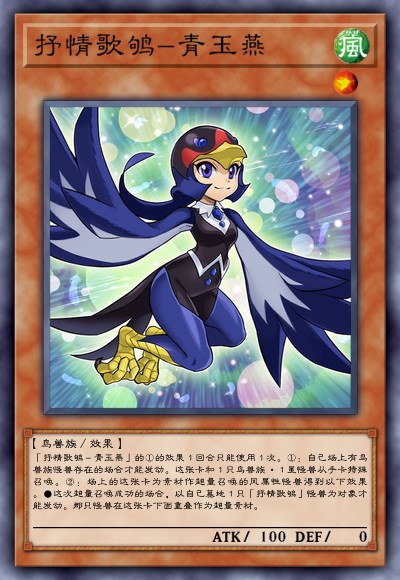 抒情歌鸲-青玉燕
風
【鸟兽族/效果】
「抒情歌鸲-青玉燕」的①的效果1回合只能使用1次。①：自己场上有鸟
兽族怪兽存在的场合才能发动。这张卡和1只鸟兽族·1星怪兽从手卡特殊
召唤。②：场上的这张卡为素材作超量召唤的风属性怪兽得到以下效
果。●这次超量召唤成功的场合，以自己墓地1只「抒情歌鸲」怪兽为对象才
能发动。那只怪兽在这张卡下面重叠作为超量素材。
ATK/ 100 DEF/ 0